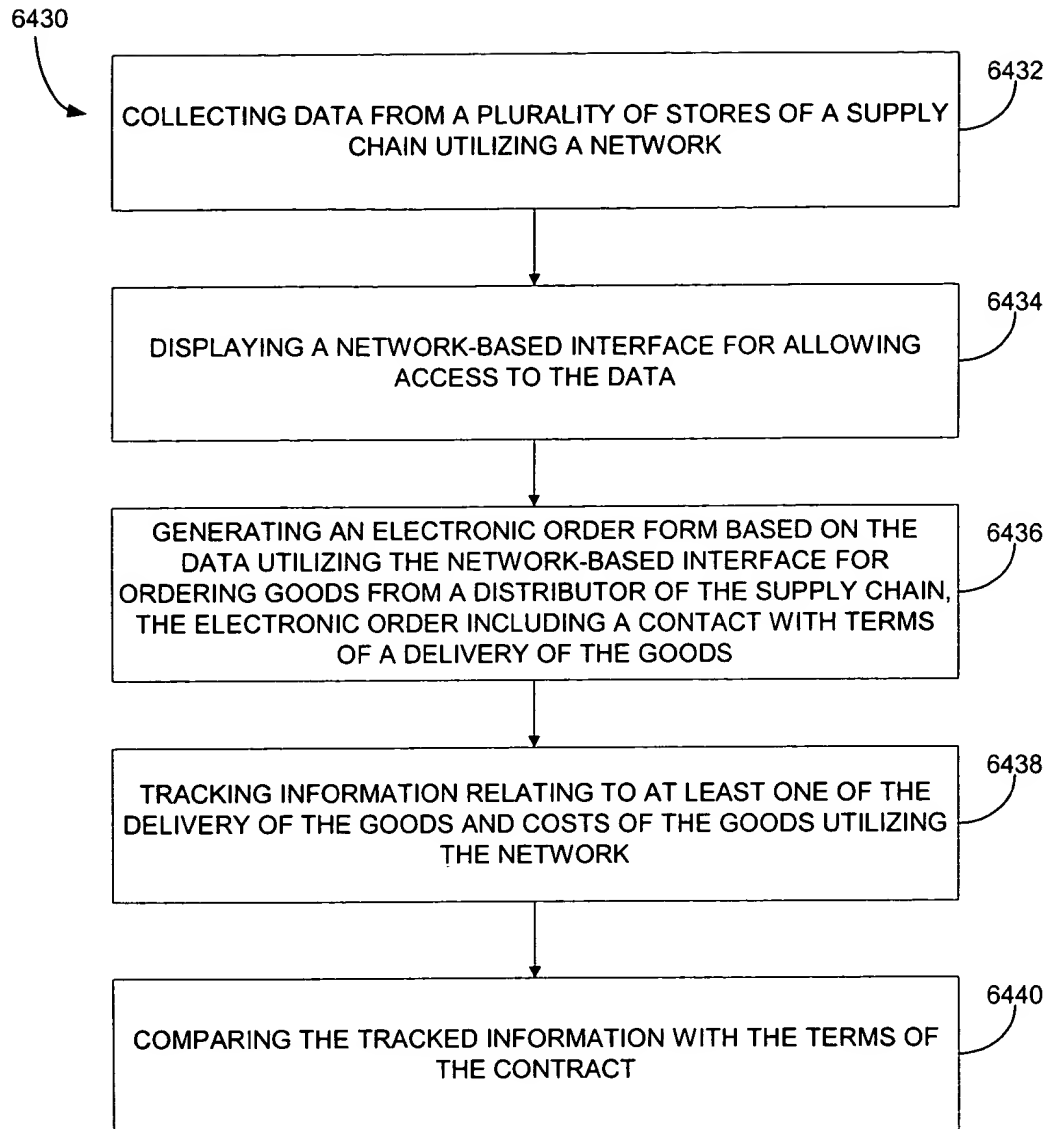 6430
COLLECTING DATA FROM A PLURALITY OF STORES OF A SUPPLY
CHAIN UTILIZING A NETWORK
6432
DISPLAYING A NETWORK-BASED INTERFACE FOR ALLOWING
ACCESS TO THE DATA
6434
GENERATING AN ELECTRONIC ORDER FORM BASED ON THE
DATA UTILIZING THE NETWORK-BASED INTERFACE FOR
ORDERING GOODS FROM A DISTRIBUTOR OF THE SUPPLY CHAIN,
THE ELECTRONIC ORDER INCLUDING A CONTACT WITH TERMS
OF A DELIVERY OF THE GOODS
6436
TRACKING INFORMATION RELATING TO AT LEAST ONE OF THE
DELIVERY OF THE GOODS AND COSTS OF THE GOODS UTILIZING
THE NETWORK
6438
COMPARING THE TRACKED INFORMATION WITH THE TERMS OF
THE CONTRACT
6440